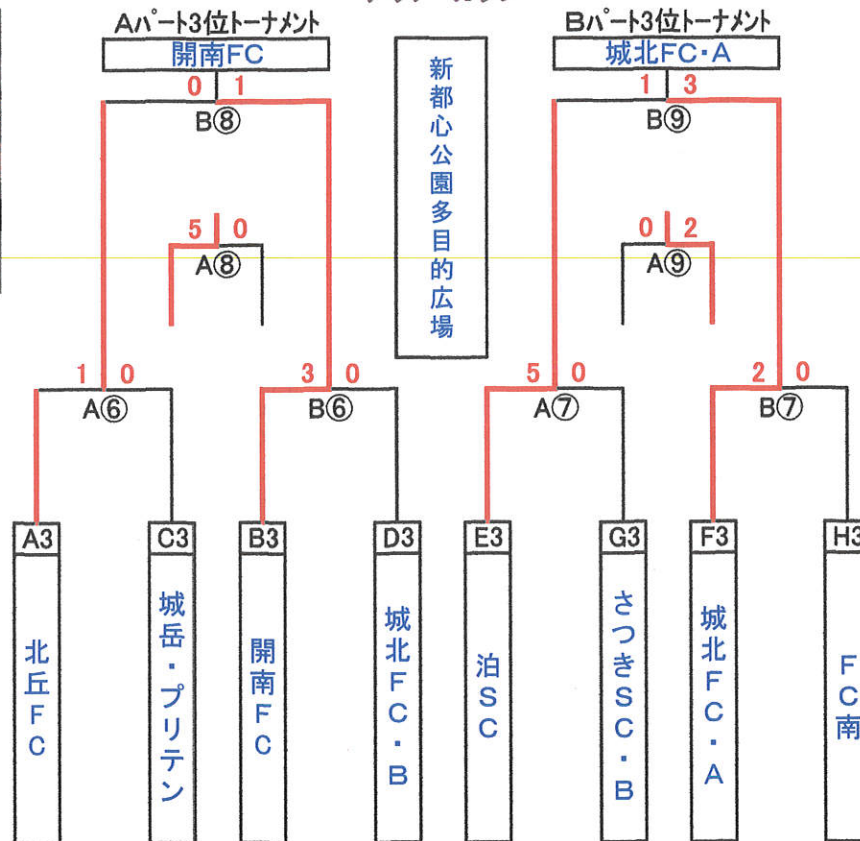 Aパート3位トーナメント
Bパート3位トーナメント
開南FC
城北FC・A
新都心公園多目的広場
0 1
B⑧
1 3
B⑨
5 0
A⑧
0 2
A⑨
1 0
A⑥
3 0
B⑥
5 0
A⑦
2 0
B⑦
A3
C3
B3
D3
E3
G3
F3
H3
北丘FC
城岳・プリテン
開南FC
城北FC・B
泊SC
さつきSC・B
城北FC・A
FC南